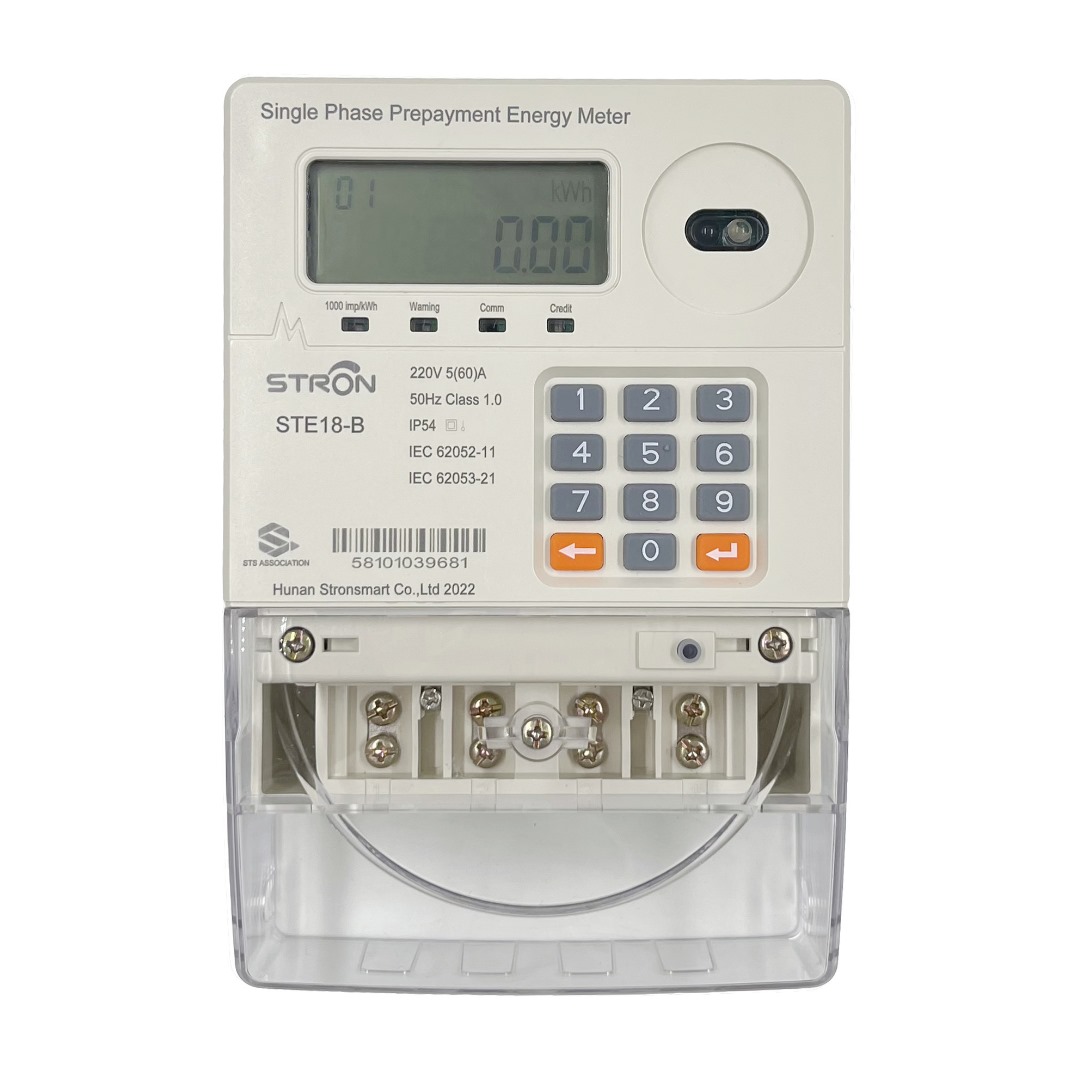 Single Phase Prepayment Energy Meter
01 kWh
0.00
1000 imp/kWh Warning Comm Credit
STRON
STE18-B
220V 5(60)A
50Hz Class 1.0
IP54
IEC 62052-11
IEC 62053-21
1 2 3
4 5 6
7 8 9
0
STS ASSOCIATION
58101039681
Hunan Stronsmart Co.,Ltd 2022